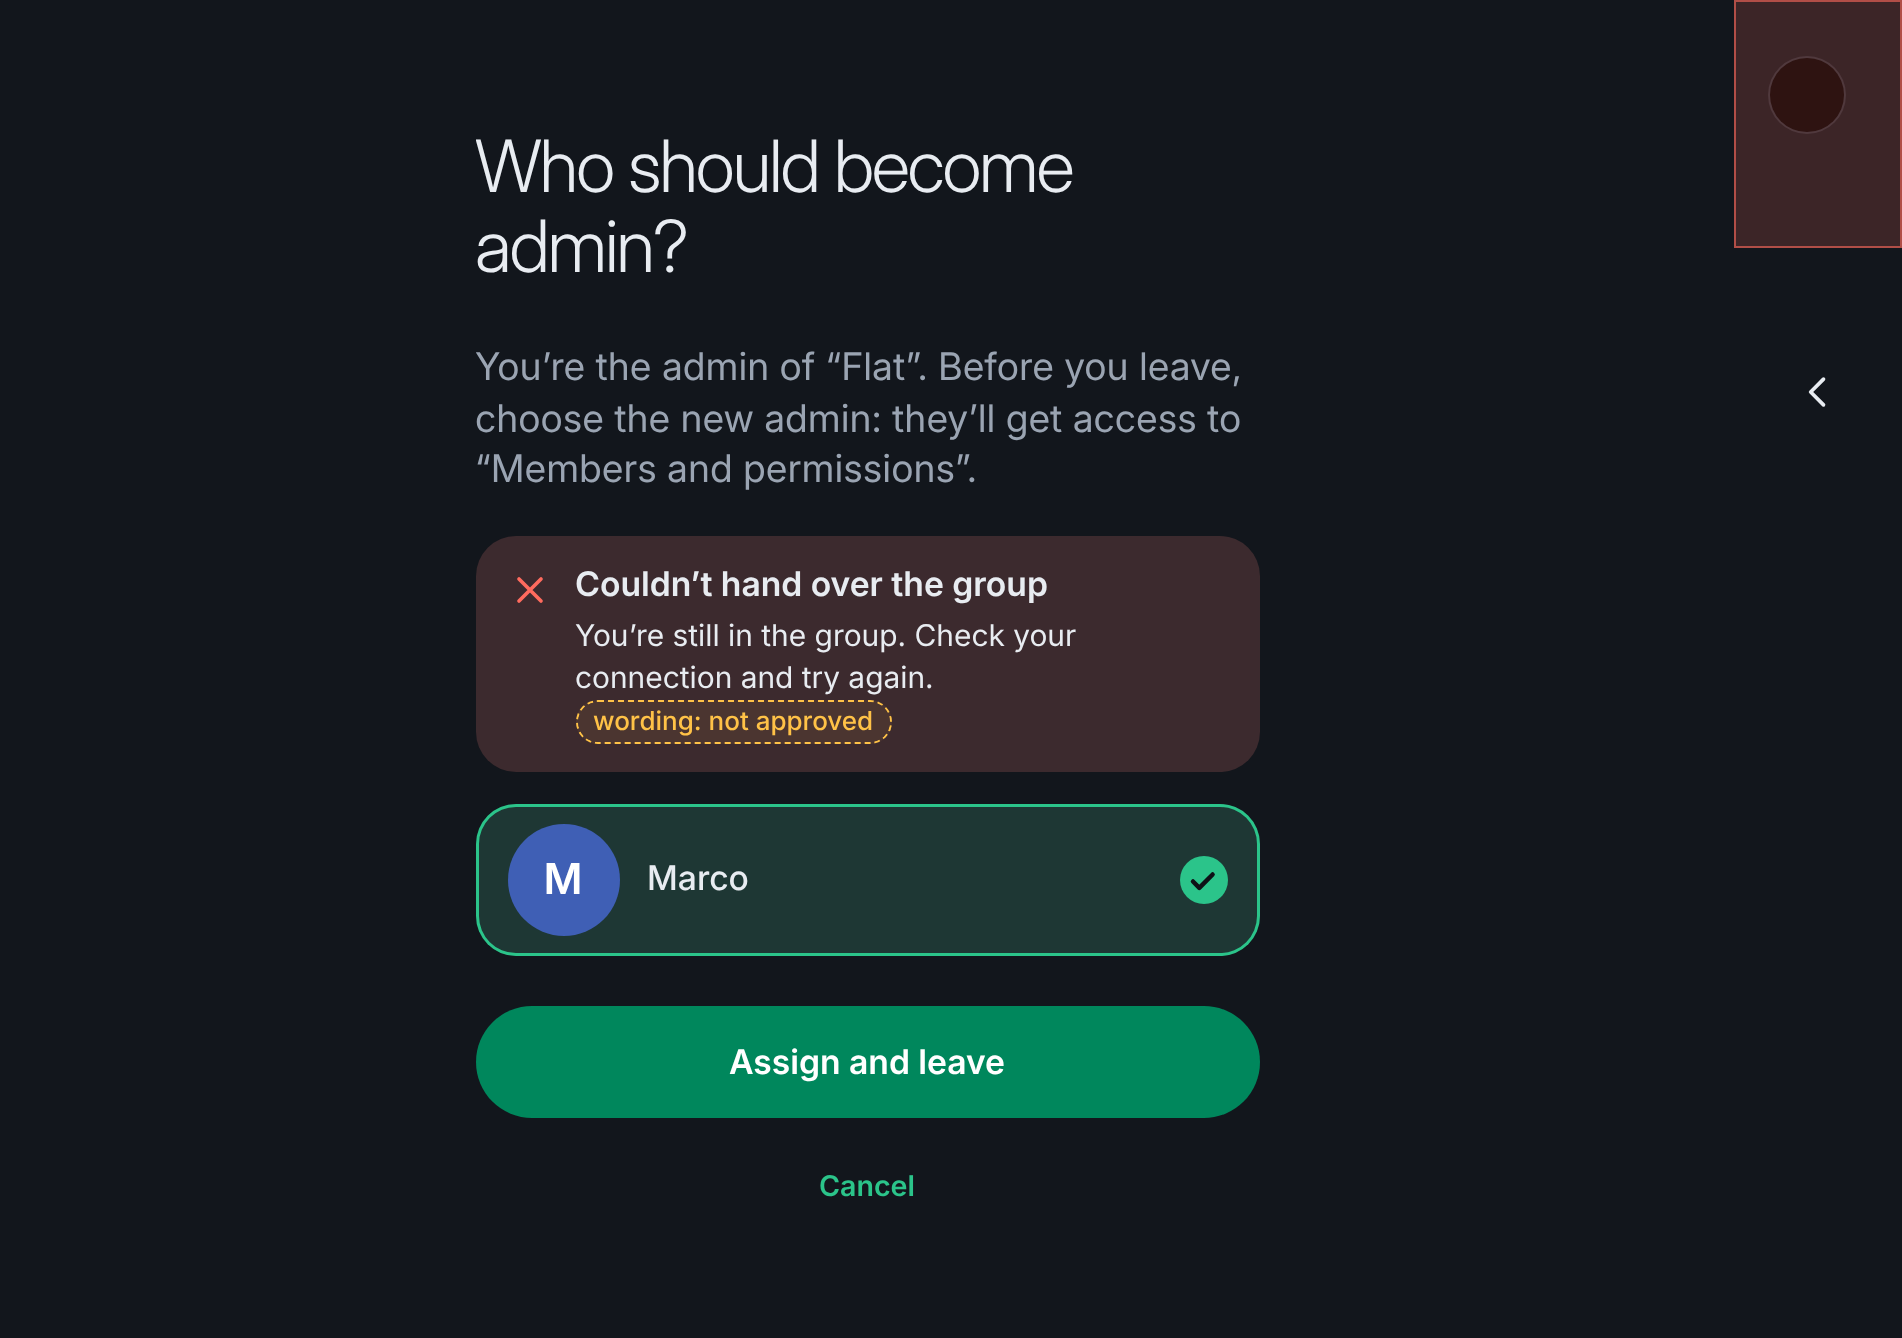 Who should become
admin?
You’re the admin of “Flat”. Before you leave,
choose the new admin: they’ll get access to
“Members and permissions”.
Couldn’t hand over the group
You’re still in the group. Check your
connection and try again.
wording: not approved
M
Marco
Assign and leave
Cancel